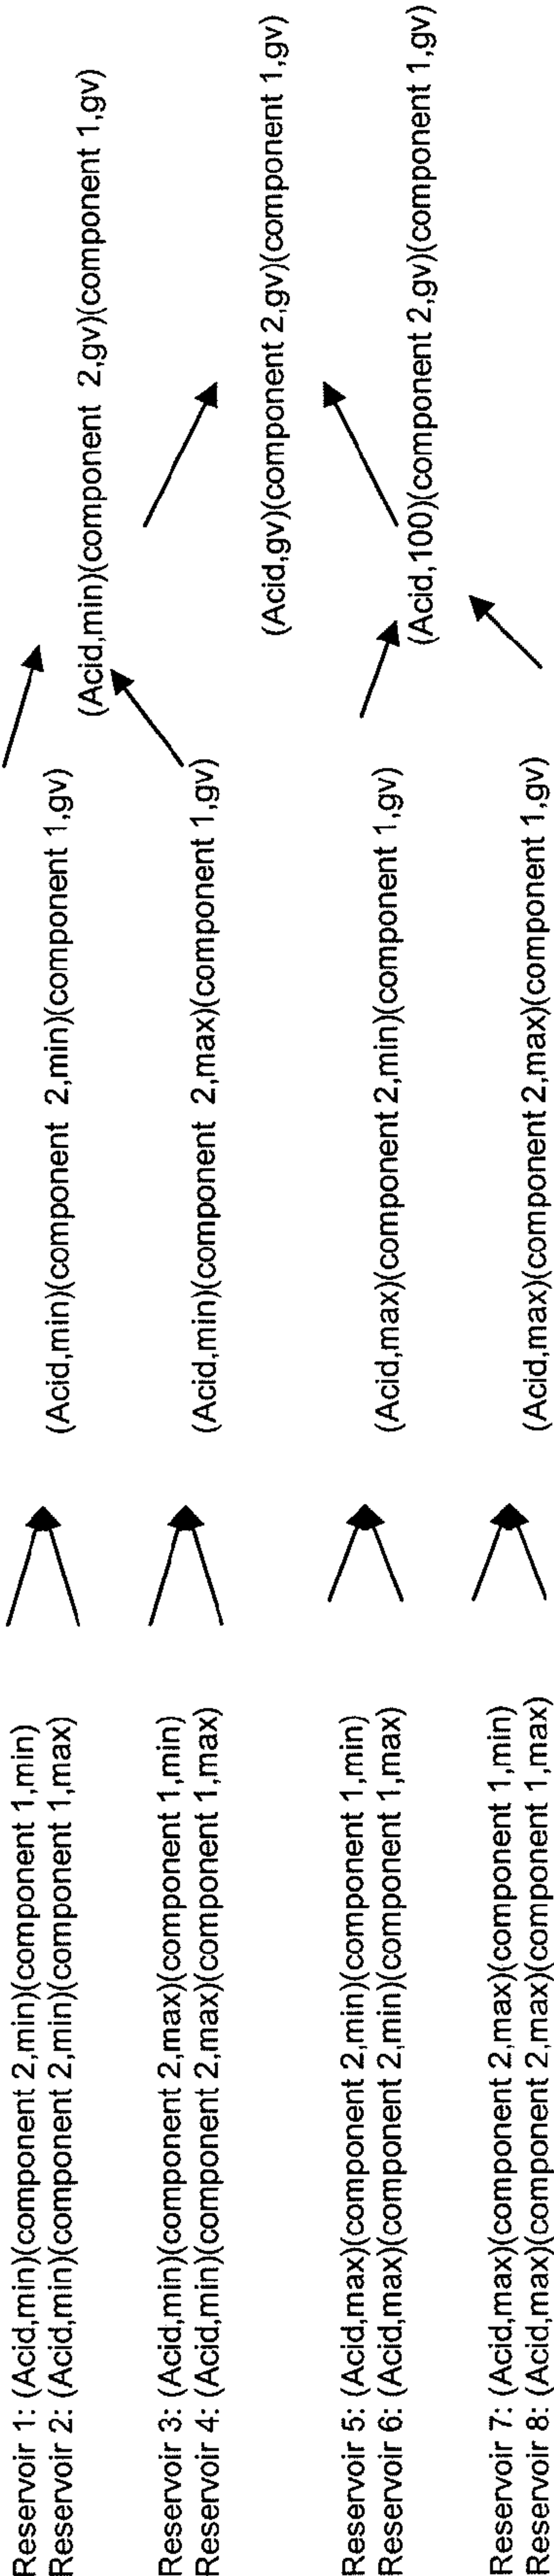 Reservoir 1: (Acid,min)(component 2,min)(component 1,min)
Reservoir 2: (Acid,min)(component 2,min)(component 1,max)
Reservoir 3: (Acid,min)(component 2,max)(component 1,min)
Reservoir 4: (Acid,min)(component 2,max)(component 1,max)
Reservoir 5: (Acid,max)(component 2,min)(component 1,min)
Reservoir 6: (Acid,max)(component 2,min)(component 1,max)
Reservoir 7: (Acid,max)(component 2,max)(component 1,min)
Reservoir 8: (Acid,max)(component 2,max)(component 1,max)
(Acid,min)(component 2,min)(component 1,gv)
(Acid,min)(component 2,max)(component 1,gv)
(Acid,max)(component 2,min)(component 1,gv)
(Acid,max)(component 2,max)(component 1,gv)
(Acid,min)(component 2,gv)(component 1,gv)
(Acid,gv)(component 2,gv)(component 1,gv)
(Acid,100)(component 2,gv)(component 1,gv)